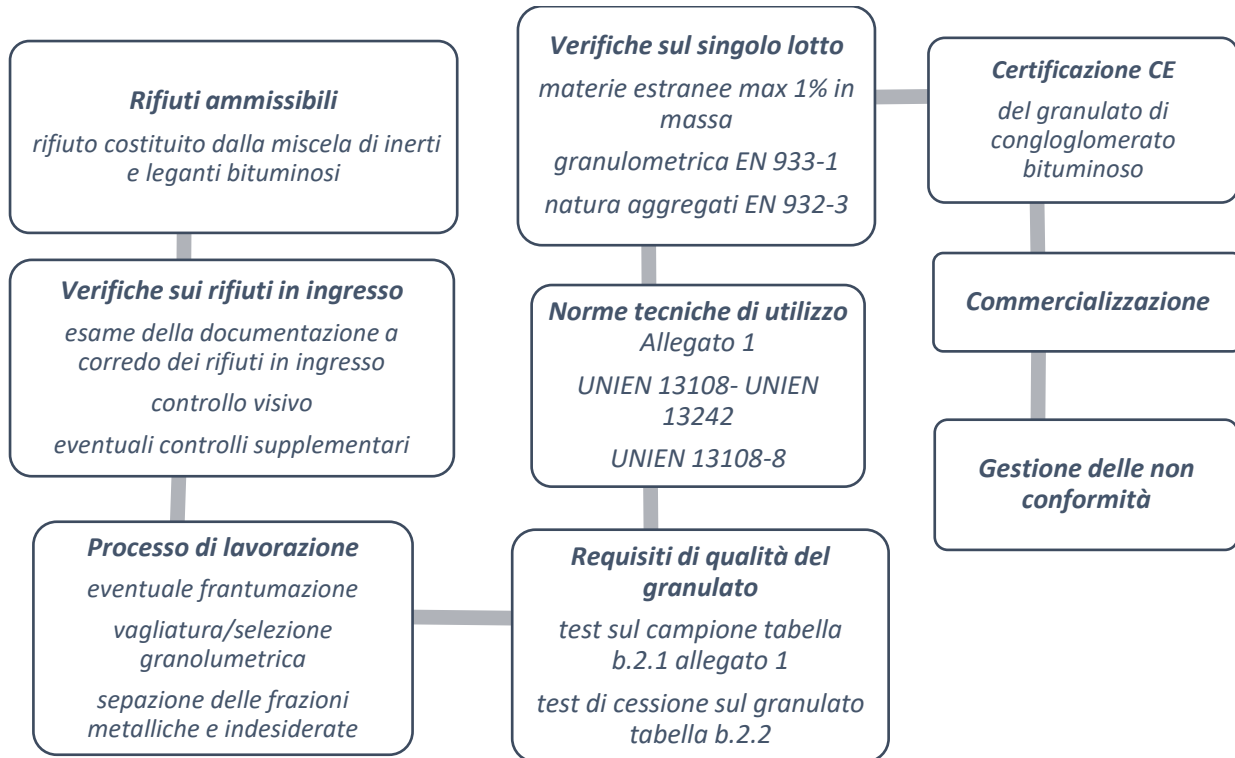 Rifiuti ammissibili
rifiuto costituito dalla miscela di inerti
e leganti bituminosi
Verifiche sui rifiuti in ingresso
esame della documentazione a
corredo dei rifiuti in ingresso
controllo visivo
eventuali controlli supplementari
Processo di lavorazione
eventuale frantumazione
vagliatura/selezione
granolumetrica
sepazione delle frazioni
metalliche e indesiderate
Requisiti di qualità del
granulato
test sul campione tabella
b.2.1 allegato 1
test di cessione sul granulato
tabella b.2.2
Norme tecniche di utilizzo
Allegato 1
UNIEN 13108- UNIEN
13242
UNIEN 13108-8
Verifiche sul singolo lotto
materie estranee max 1% in
massa
granulometrica EN 933-1
natura aggregati EN 932-3
Certificazione CE
del granulato di
congloglomerato
bituminoso
Commercializzazione
Gestione delle non
conformità